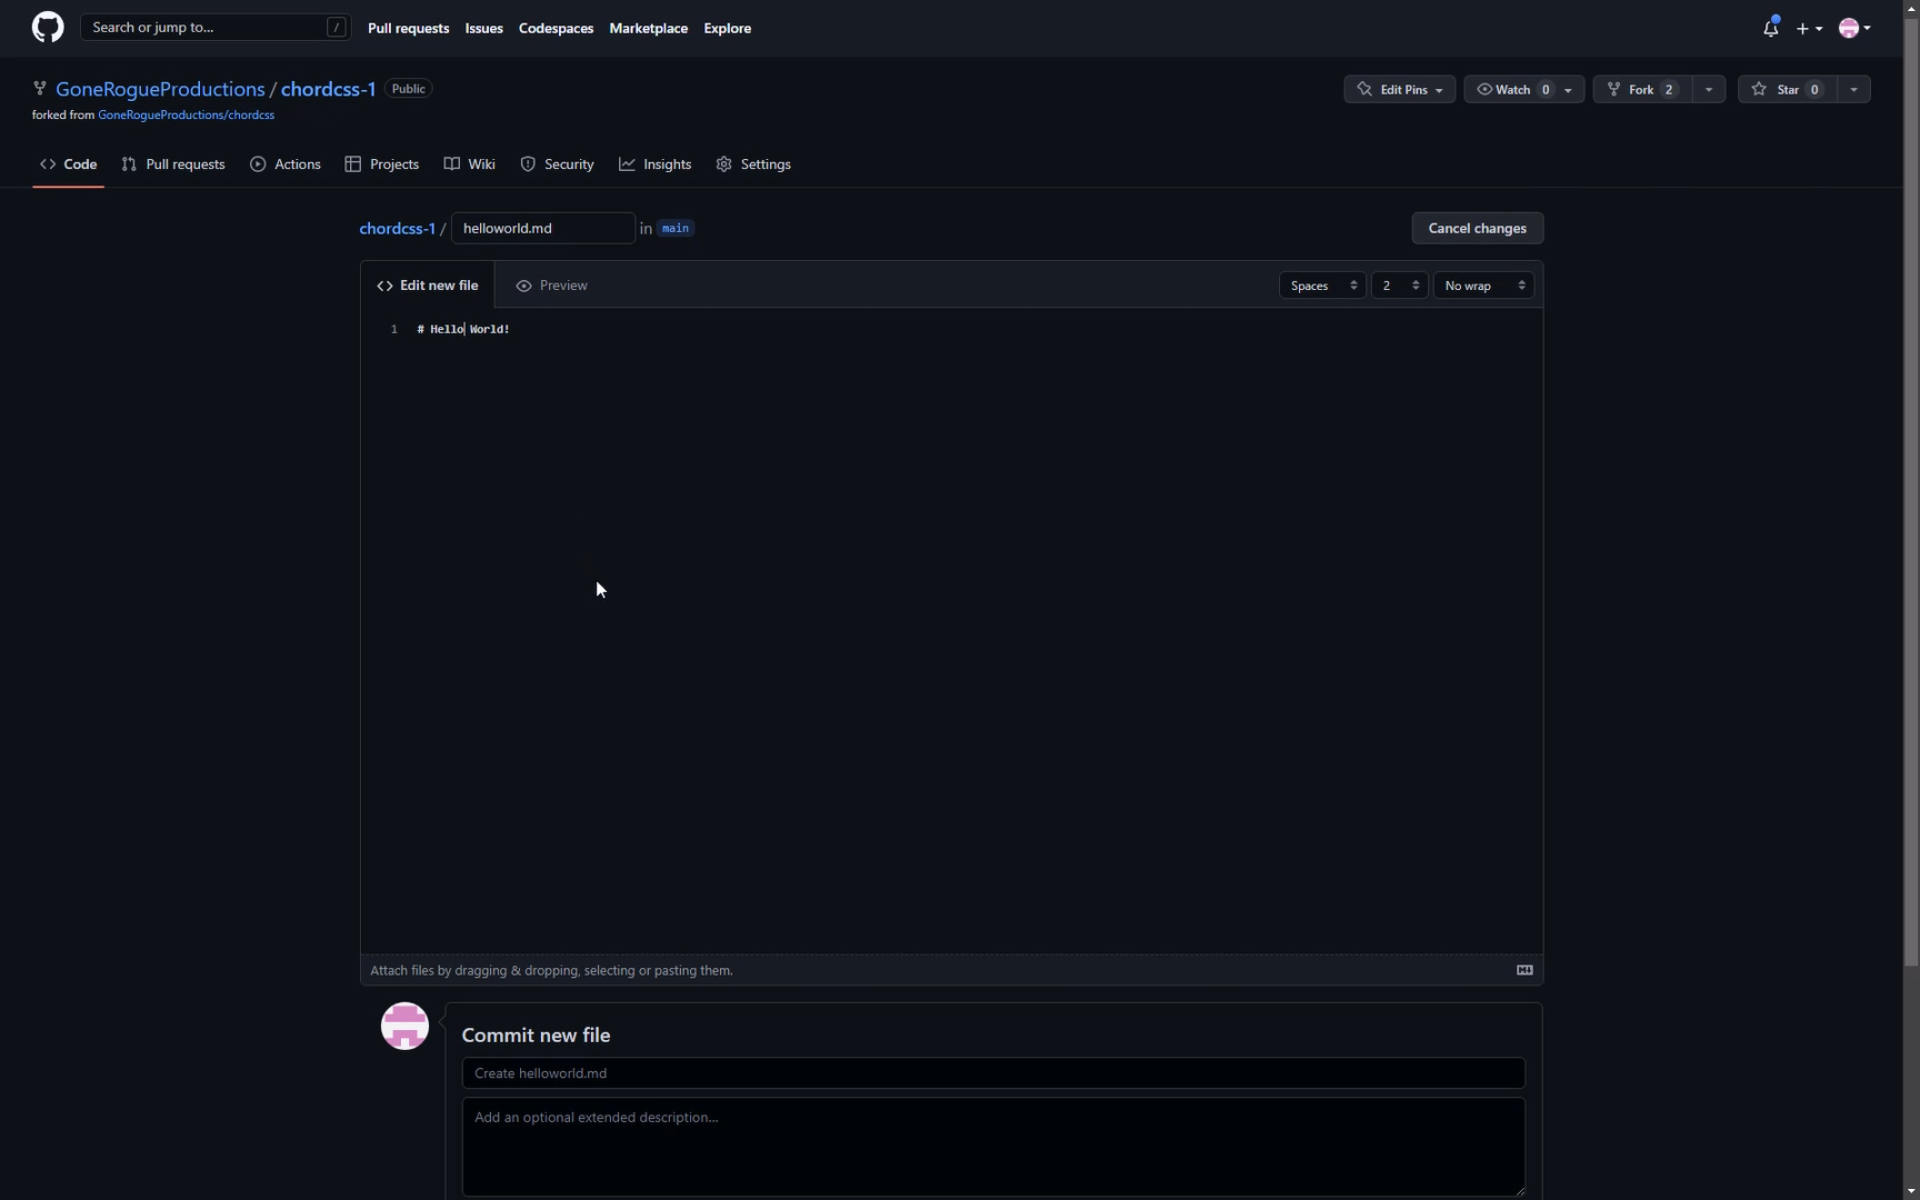 Search or jump to... / Pull requests Issues Codespaces Marketplace Explore
GoneRogueProductions / chordcss-1 Public Edit Pins Watch 0 Fork 2 Star 0
forked from GoneRogueProductions/chordcss
Code Pull requests Actions Projects Wiki Security Insights Settings
chordcss-1 / helloworld.md in main Cancel changes
Edit new file Preview Spaces 2 No wrap
1 # Hello World!
Attach files by dragging & dropping, selecting or pasting them.
Commit new file
Create helloworld.md
Add an optional extended description...